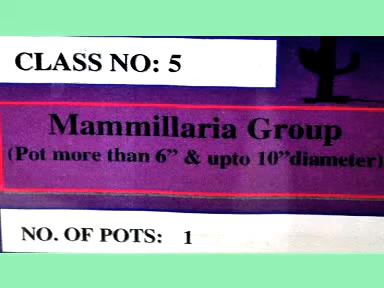 CLASS NO: 5
Mammillaria Group
(Pot more than 6” & upto 10”diameter)
NO. OF POTS: 1